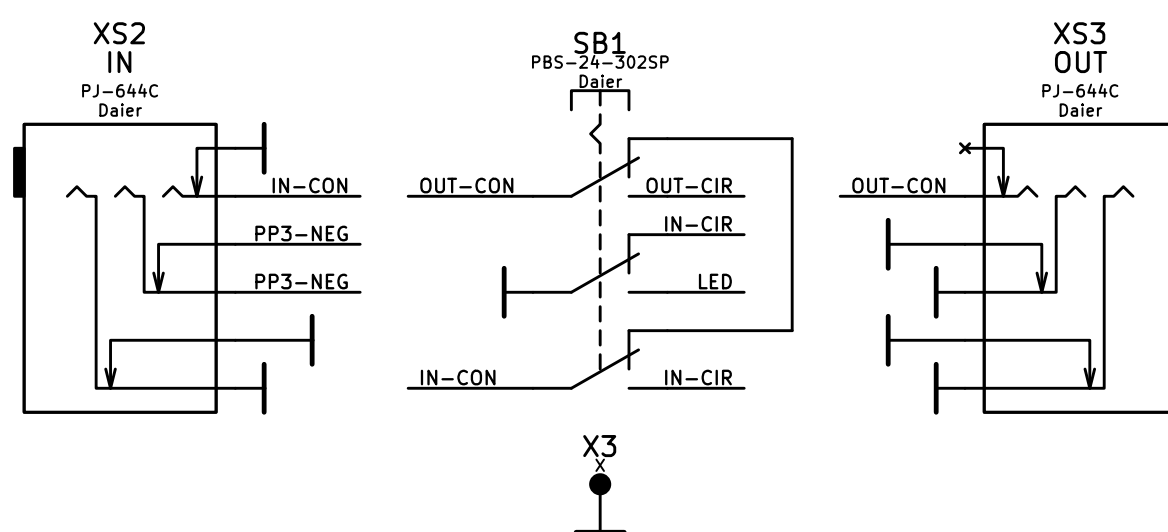 XS2
IN
PJ-644C
Daier
IN-CON
PP3-NEG
PP3-NEG
SB1
PBS-24-302SP
Daier
OUT-CON
OUT-CIR
IN-CIR
LED
IN-CON
IN-CIR
X3
X
XS3
OUT
PJ-644C
Daier
OUT-CON